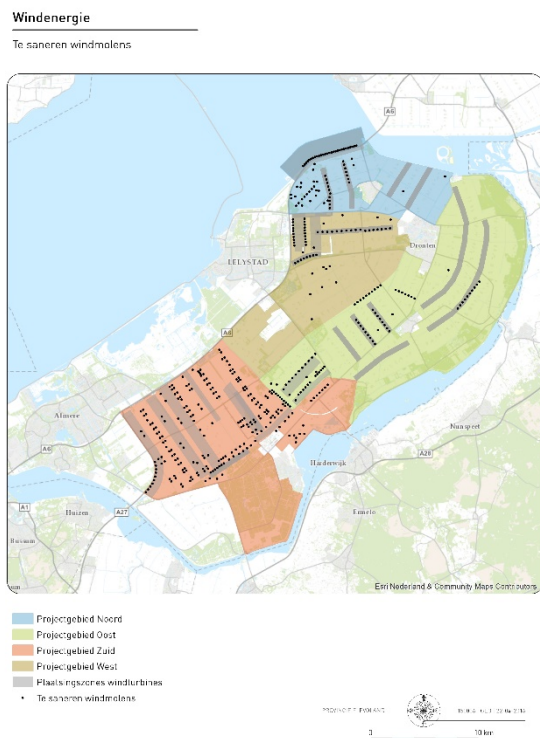 Windenergie
Te saneren windmolens
A6
Dronten
LELYSTAD
A6
Almere
A6
Nunspeet
A28
Harderwijk
A1
Huizen
A27
Ermelo
Bussum
Esri Nederland & Community Maps Contributors
Projectgebied Noord
Projectgebied Oost
Projectgebied Zuid
Projectgebied West
Plaatsingszones windturbines
Te saneren windmolens
0
10 km